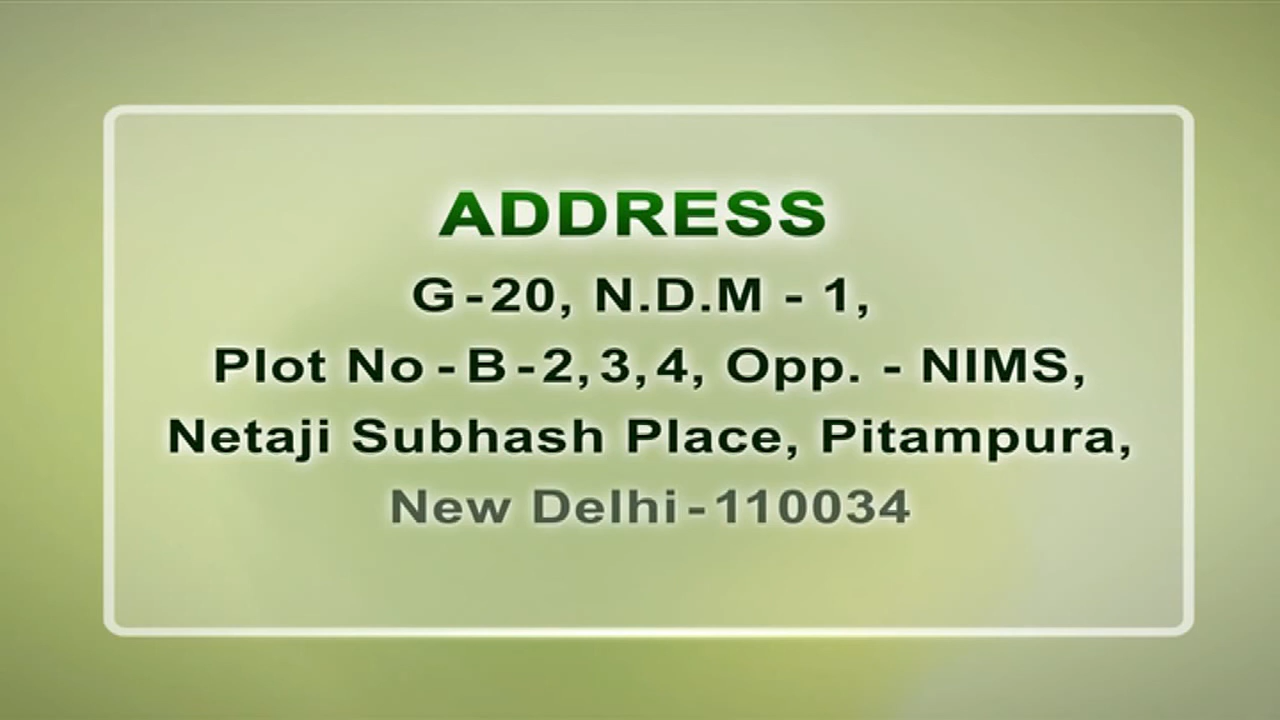 ADDRESS
G-20, N.D.M - 1,
Plot No-B-2,3,4, Opp. - NIMS,
Netaji Subhash Place, Pitampura,
New Delhi-110034